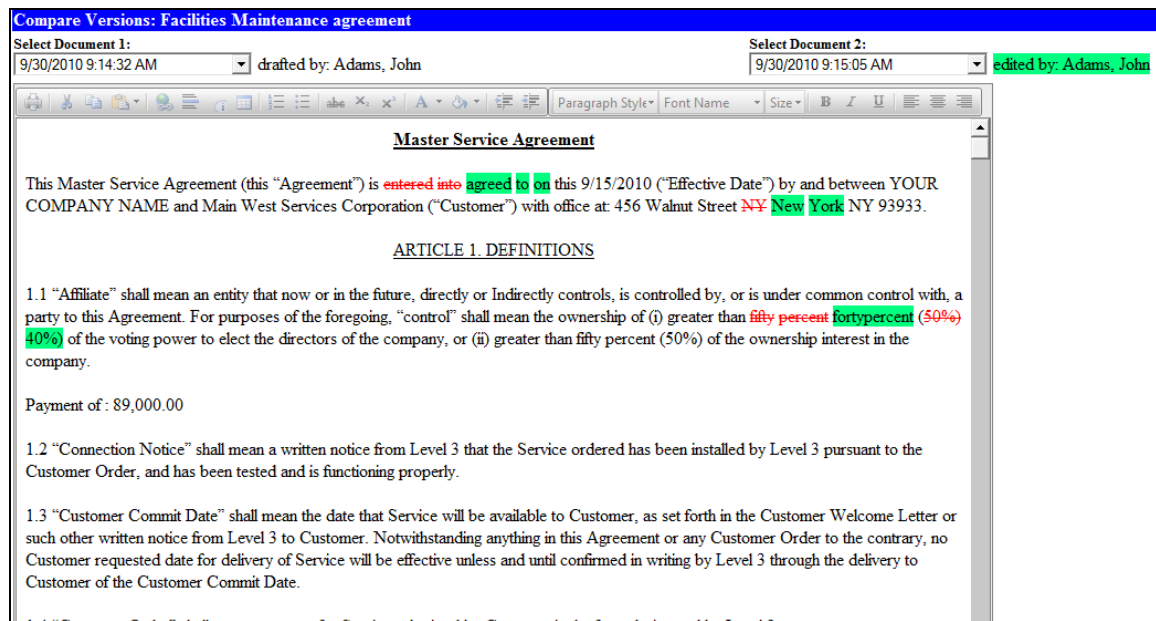 Compare Versions: Facilities Maintenance agreement
Select Document 1:
Select Document 2:
9/30/2010 9:14:32 AM drafted by: Adams, John
9/30/2010 9:15:05 AM edited by: Adams, John
abc X₂ x² A Paragraph Style Font Name Size B I U
Master Service Agreement
This Master Service Agreement (this “Agreement”) is entered into agreed to on this 9/15/2010 (“Effective Date”) by and between YOUR
COMPANY NAME and Main West Services Corporation (“Customer”) with office at: 456 Walnut Street NY New York NY 93933.
ARTICLE 1. DEFINITIONS
1.1 “Affiliate” shall mean an entity that now or in the future, directly or Indirectly controls, is controlled by, or is under common control with, a
party to this Agreement. For purposes of the foregoing, “control” shall mean the ownership of (i) greater than fifty percent fortypercent (50%)
40%) of the voting power to elect the directors of the company, or (ii) greater than fifty percent (50%) of the ownership interest in the
company.
Payment of : 89,000.00
1.2 “Connection Notice” shall mean a written notice from Level 3 that the Service ordered has been installed by Level 3 pursuant to the
Customer Order, and has been tested and is functioning properly.
1.3 “Customer Commit Date” shall mean the date that Service will be available to Customer, as set forth in the Customer Welcome Letter or
such other written notice from Level 3 to Customer. Notwithstanding anything in this Agreement or any Customer Order to the contrary, no
Customer requested date for delivery of Service will be effective unless and until confirmed in writing by Level 3 through the delivery to
Customer of the Customer Commit Date.